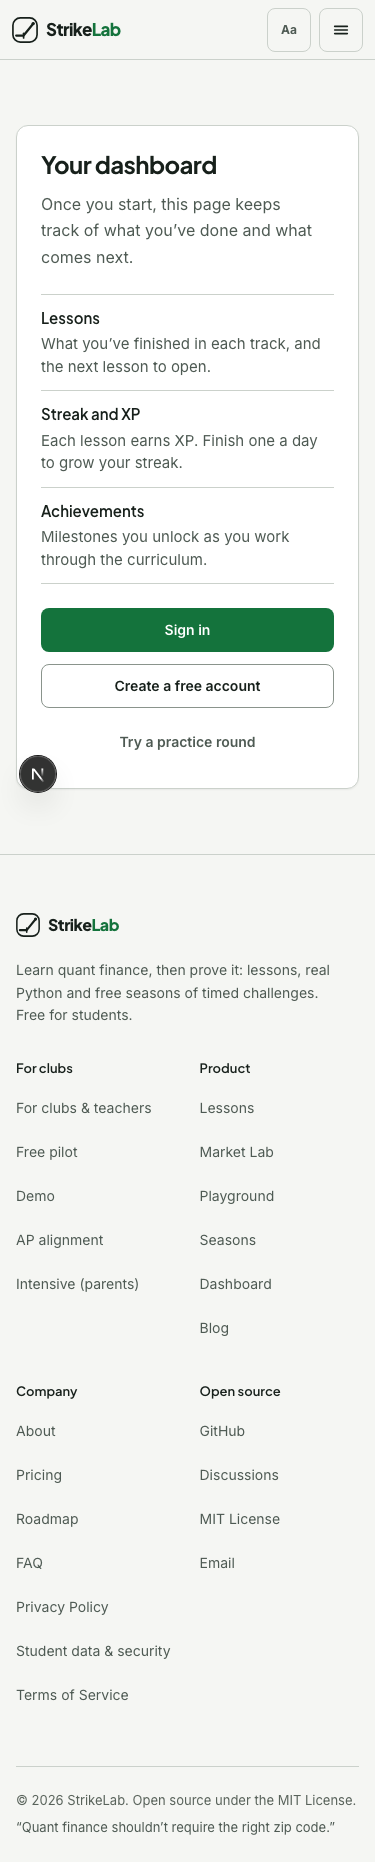 StrikeLab
Aa
Your dashboard
Once you start, this page keeps
track of what you’ve done and what
comes next.
Lessons
What you’ve finished in each track, and
the next lesson to open.
Streak and XP
Each lesson earns XP. Finish one a day
to grow your streak.
Achievements
Milestones you unlock as you work
through the curriculum.
Sign in
Create a free account
Try a practice round
N
StrikeLab
Learn quant finance, then prove it: lessons, real
Python and free seasons of timed challenges.
Free for students.
For clubs
For clubs & teachers
Free pilot
Demo
AP alignment
Intensive (parents)
Product
Lessons
Market Lab
Playground
Seasons
Dashboard
Blog
Company
About
Pricing
Roadmap
FAQ
Privacy Policy
Student data & security
Terms of Service
Open source
GitHub
Discussions
MIT License
Email
© 2026 StrikeLab. Open source under the MIT License.
“Quant finance shouldn’t require the right zip code.”